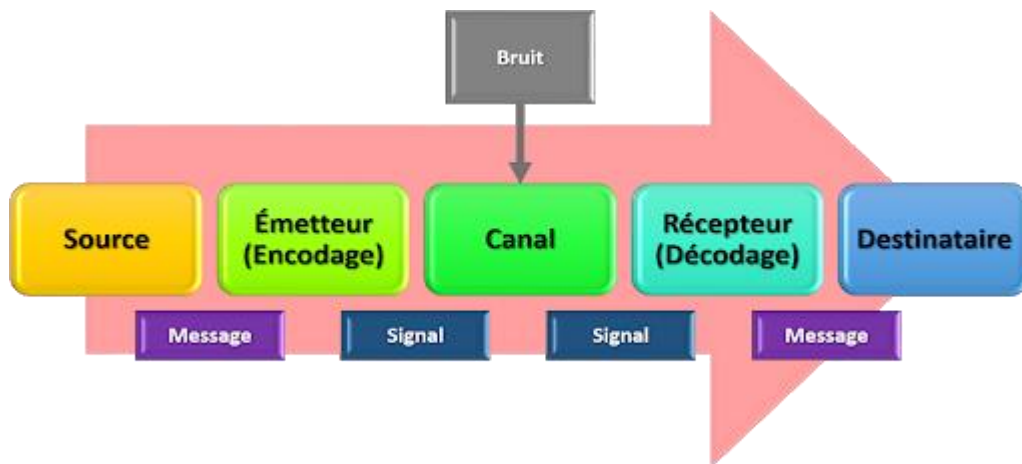 Bruit
Source
Émetteur
(Encodage)
Canal
Récepteur
(Décodage)
Destinataire
Message
Signal
Signal
Message